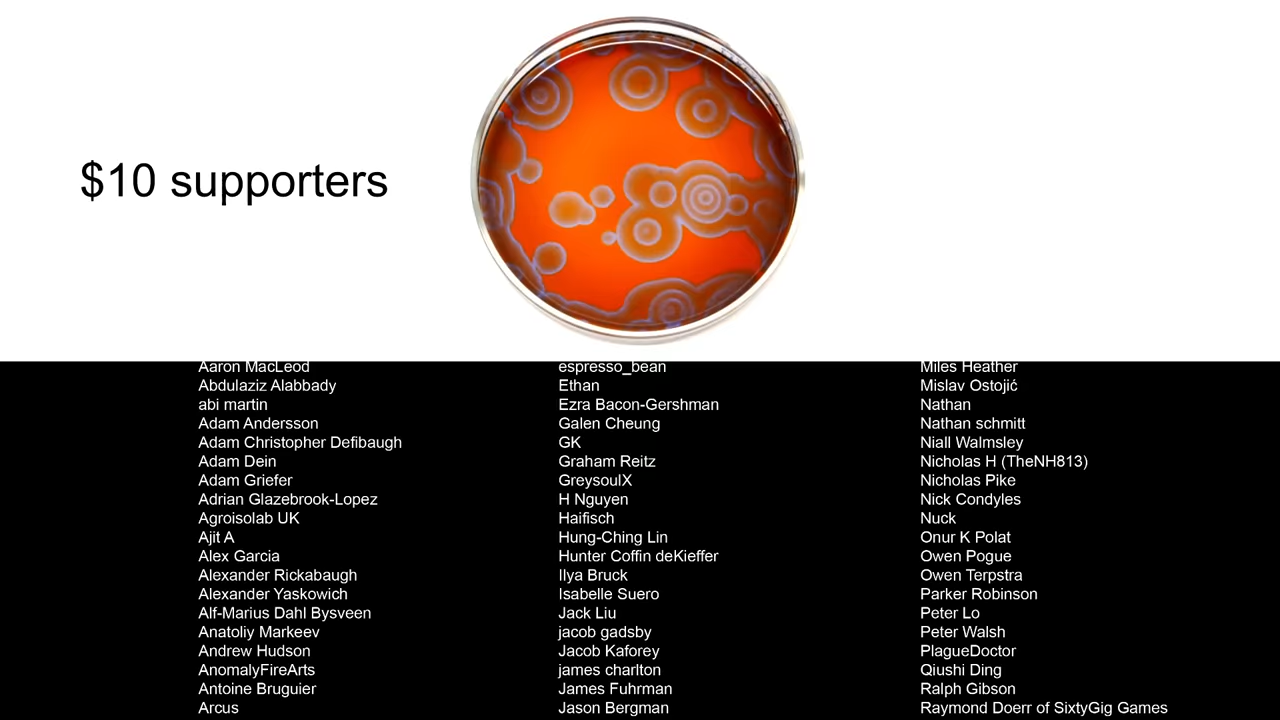 $10 supporters
Aaron MacLeod
Abdulaziz Alabbady
abi martin
Adam Andersson
Adam Christopher Defibaugh
Adam Dein
Adam Griefer
Adrian Glazebrook-Lopez
Agroisolab UK
Ajit A
Alex Garcia
Alexander Rickabaugh
Alexander Yaskowich
Alf-Marius Dahl Bysveen
Anatoliy Markeev
Andrew Hudson
AnomalyFireArts
Antoine Bruguier
Arcus
espresso_bean
Ethan
Ezra Bacon-Gershman
Galen Cheung
GK
Graham Reitz
GreysoulX
H Nguyen
Haifisch
Hung-Ching Lin
Hunter Coffin deKieffer
Ilya Bruck
Isabelle Suero
Jack Liu
jacob gadsby
Jacob Kaforey
james charlton
James Fuhrman
Jason Bergman
Miles Heather
Mislav Ostojić
Nathan
Nathan schmitt
Niall Walmsley
Nicholas H (TheNH813)
Nicholas Pike
Nick Condyles
Nuck
Onur K Polat
Owen Pogue
Owen Terpstra
Parker Robinson
Peter Lo
Peter Walsh
PlagueDoctor
Qiushi Ding
Ralph Gibson
Raymond Doerr of SixtyGig Games